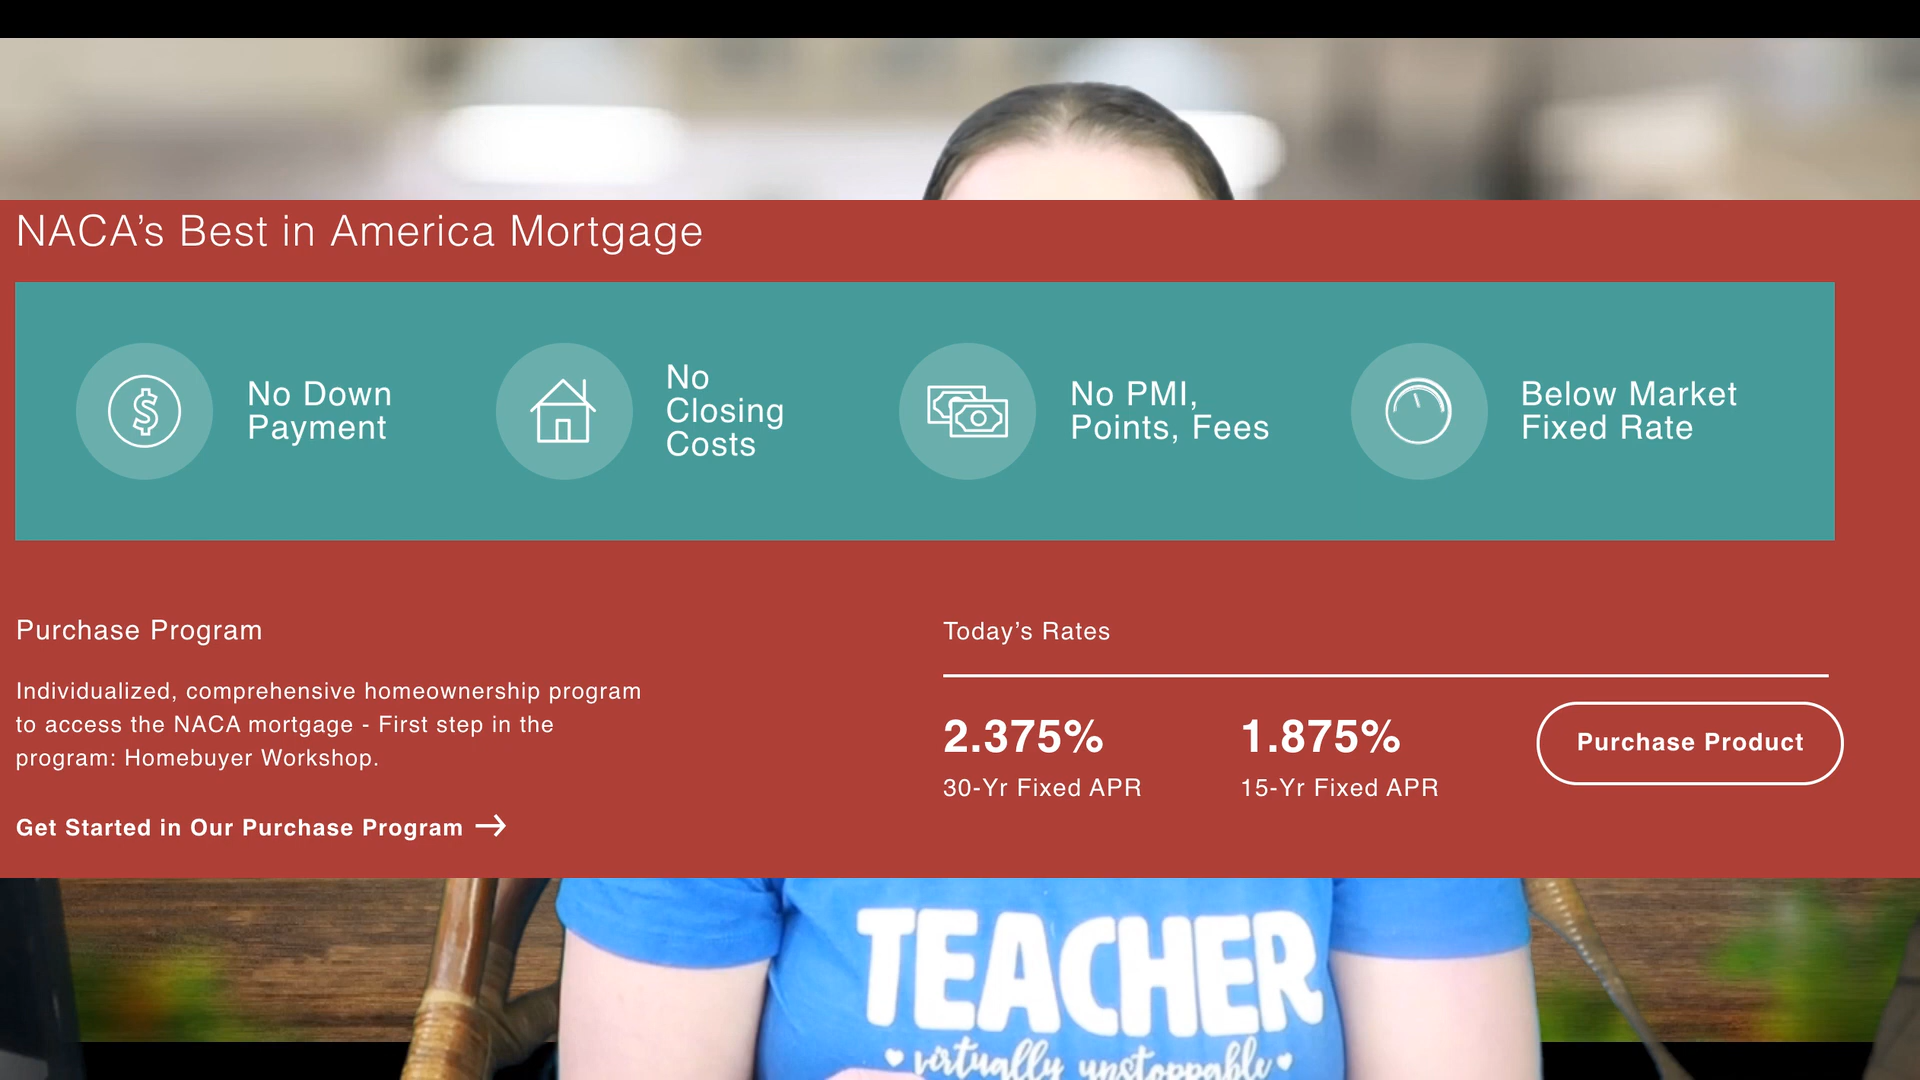 NACA’s Best in America Mortgage
No Down
Payment
No
Closing
Costs
No PMI,
Points, Fees
Below Market
Fixed Rate
Purchase Program
Individualized, comprehensive homeownership program
to access the NACA mortgage - First step in the
program: Homebuyer Workshop.
Get Started in Our Purchase Program
Today’s Rates
2.375%
30-Yr Fixed APR
1.875%
15-Yr Fixed APR
Purchase Product
TEACHER
virtually unstoppable